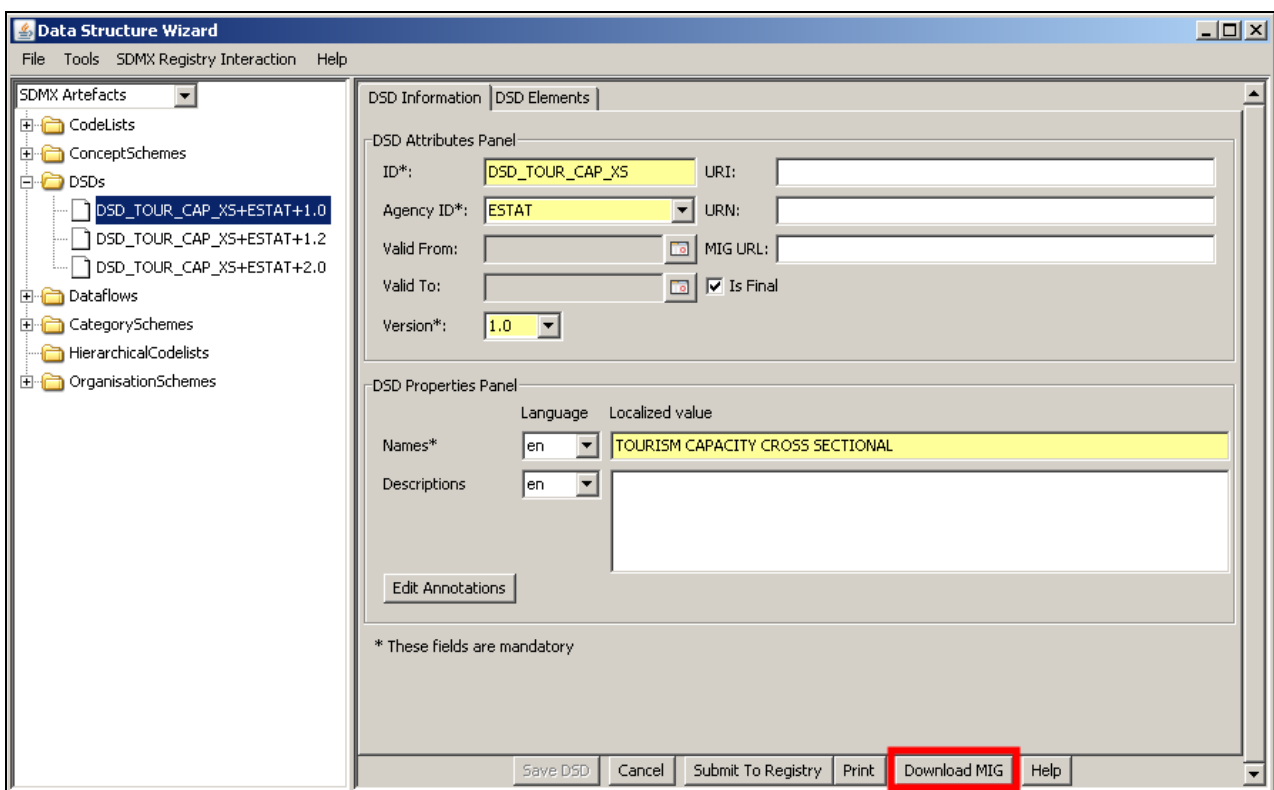 Data Structure Wizard
File Tools SDMX Registry Interaction Help
SDMX Artefacts
CodeLists
ConceptSchemes
DSDs
DSD_TOUR_CAP_XS+ESTAT+1.0
DSD_TOUR_CAP_XS+ESTAT+1.2
DSD_TOUR_CAP_XS+ESTAT+2.0
Dataflows
CategorySchemes
HierarchicalCodelists
OrganisationSchemes
DSD Information DSD Elements
DSD Attributes Panel
ID*: DSD_TOUR_CAP_XS URI:
Agency ID*: ESTAT URN:
Valid From: MIG URL:
Valid To: Is Final
Version*: 1.0
DSD Properties Panel
Language Localized value
Names* en TOURISM CAPACITY CROSS SECTIONAL
Descriptions en
Edit Annotations
* These fields are mandatory
Save DSD Cancel Submit To Registry Print Download MIG Help